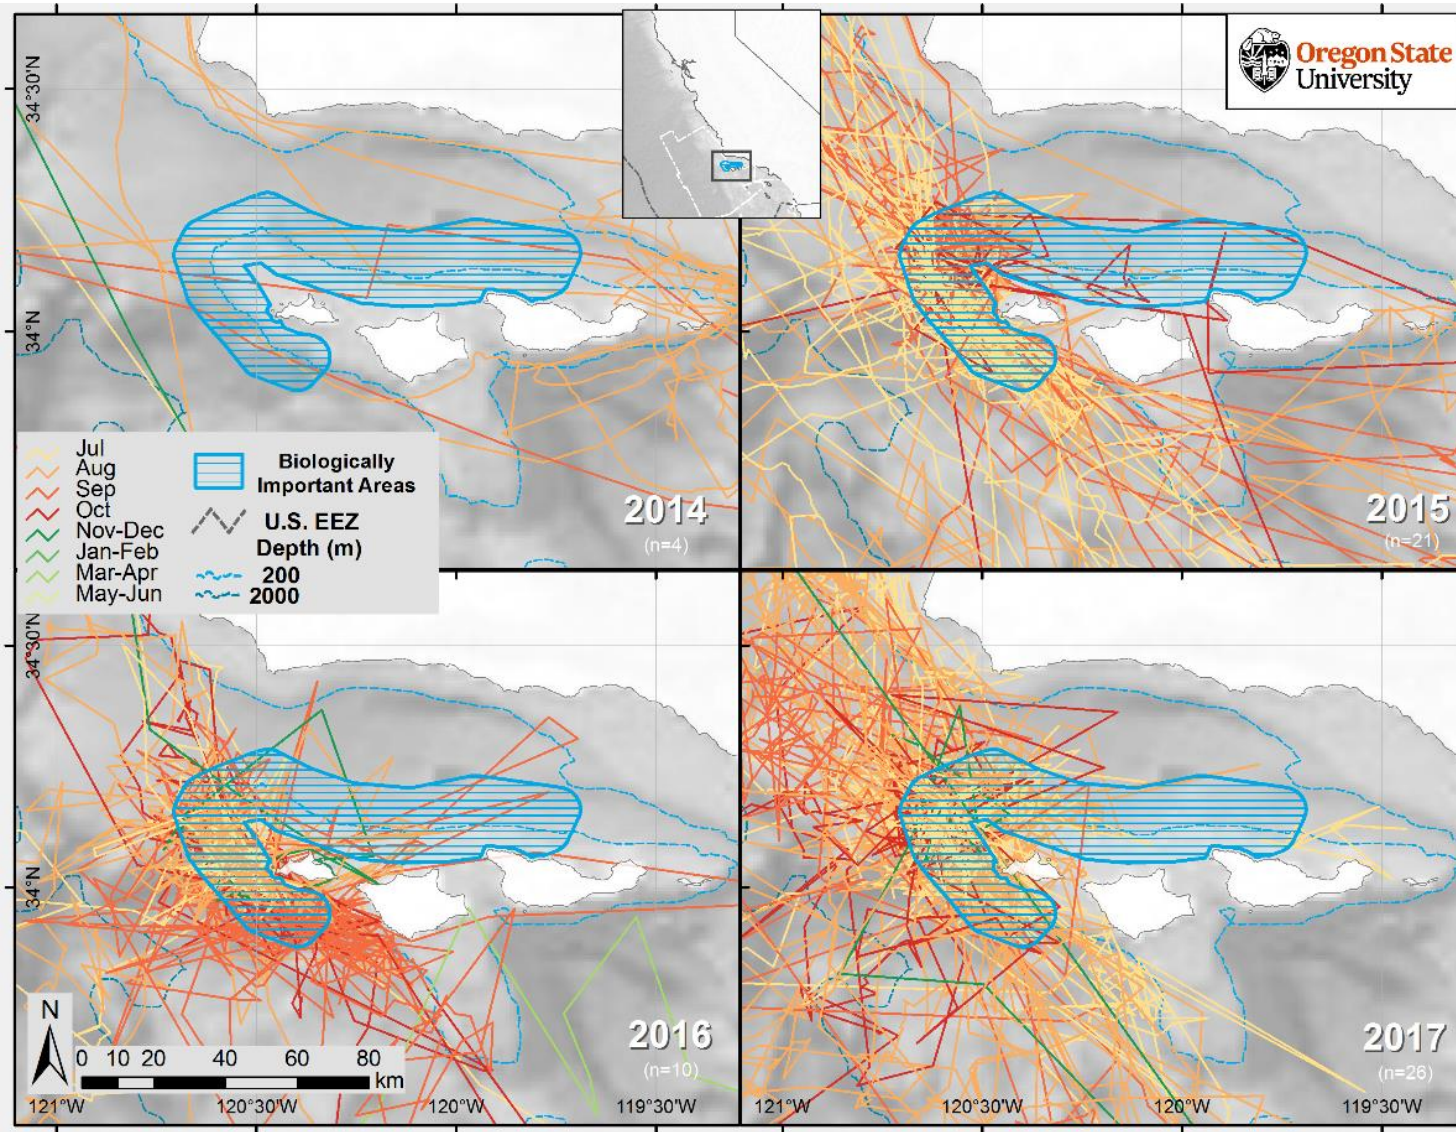 Oregon State
University
34°30'N
34°N
2014
(n=4)
2015
(n=21)
Jul
Aug
Sep
Oct
Nov-Dec
Jan-Feb
Mar-Apr
May-Jun
Biologically
Important Areas
U.S. EEZ
Depth (m)
200
2000
34°30'N
34°N
2016
(n=10)
2017
(n=26)
N
0 10 20 40 60 80
km
121°W 120°30'W 120°W 119°30'W 121°W 120°30'W 120°W 119°30'W